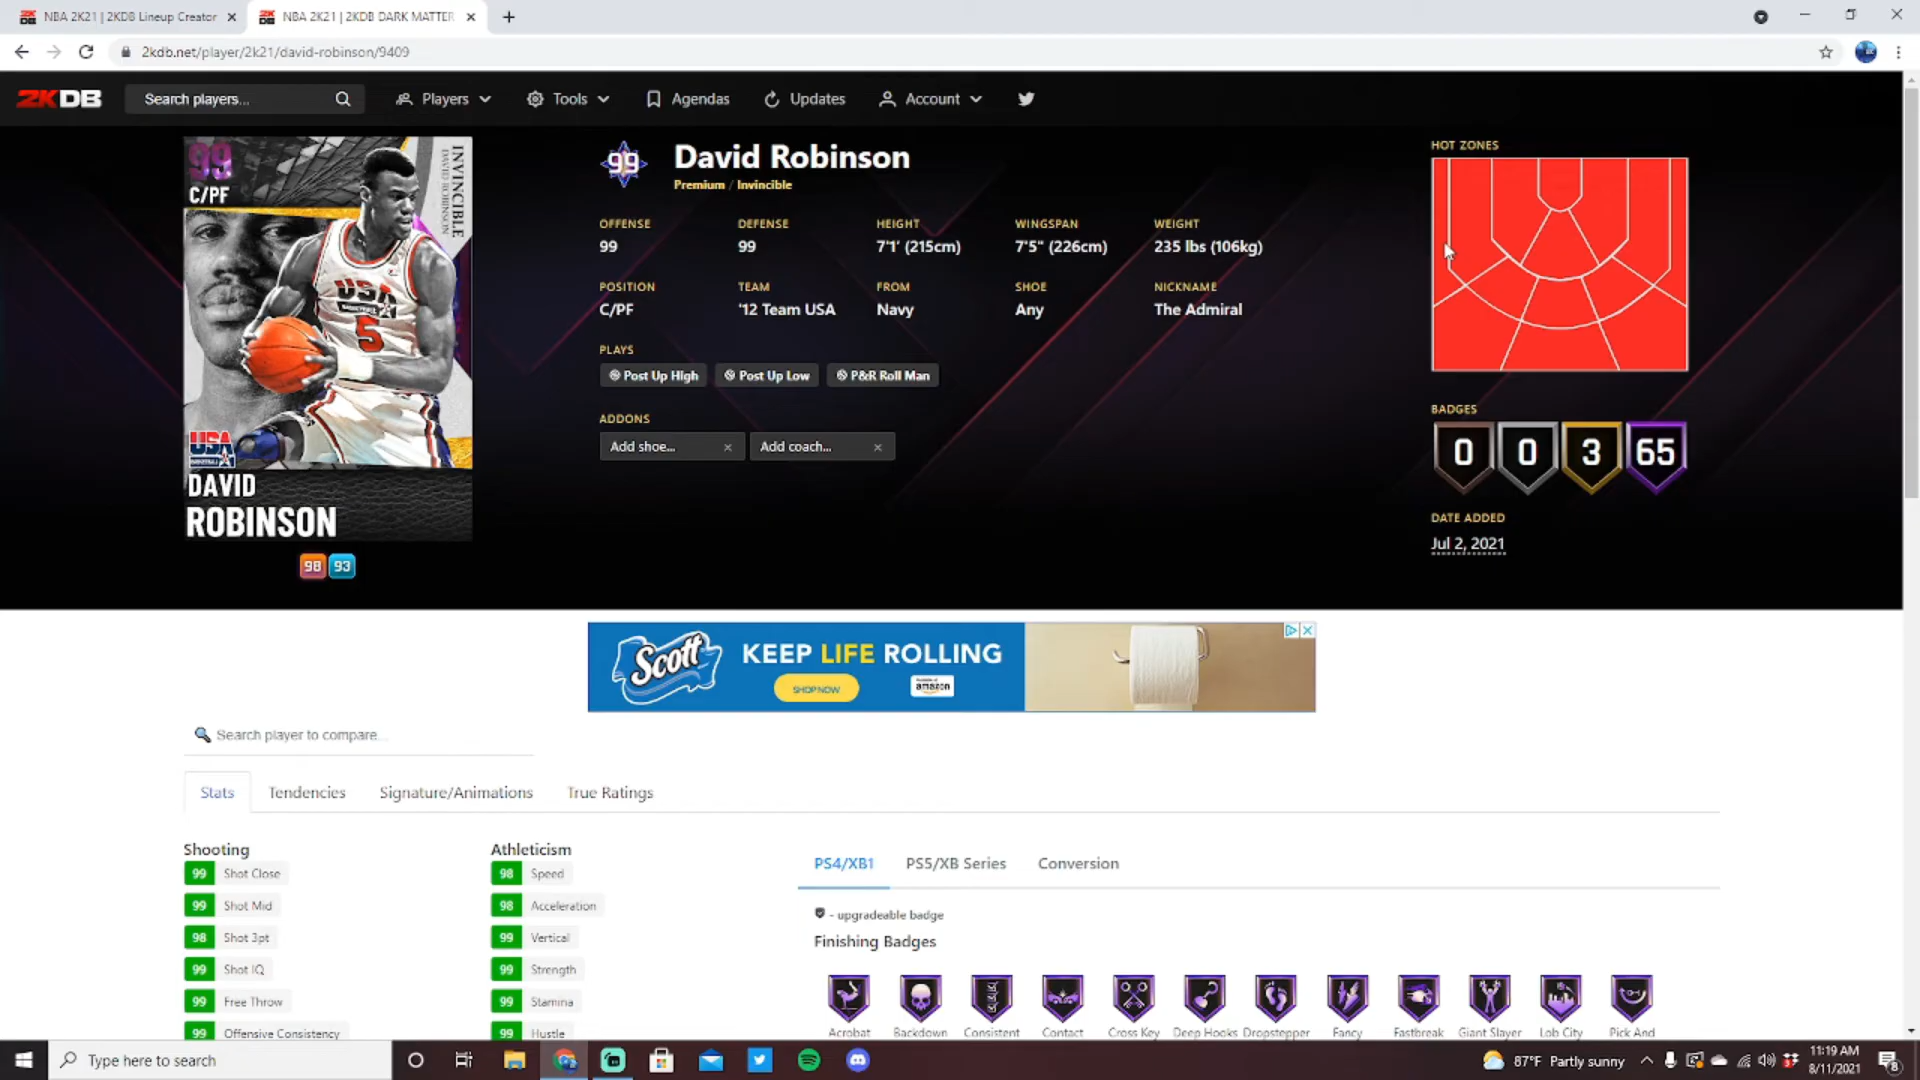 NBA 2K21 | 2KDB Lineup Creator
NBA 2K21 | 2KDB DARK MATTER
2kdb.net/player/2k21/david-robinson/9409
2KDB
Search players...
Players
Tools
Agendas
Updates
Account
99
C/PF
INVINCIBLE
DAVID ROBINSON
USA
5
USA
DAVID
ROBINSON
98 93
99
David Robinson
Premium / Invincible
OFFENSE DEFENSE HEIGHT WINGSPAN WEIGHT
99 99 7'1' (215cm) 7'5" (226cm) 235 lbs (106kg)
POSITION TEAM FROM SHOE NICKNAME
C/PF '12 Team USA Navy Any The Admiral
PLAYS
Post Up High Post Up Low P&R Roll Man
ADDONS
Add shoe... × Add coach... ×
HOT ZONES
BADGES
0 0 3 65
DATE ADDED
Jul 2, 2021
Scott
KEEP LIFE ROLLING
SHOP NOW
amazon
Search player to compare...
Stats Tendencies Signature/Animations True Ratings
Shooting
99 Shot Close
99 Shot Mid
98 Shot 3pt
99 Shot IQ
99 Free Throw
99 Offensive Consistency
Athleticism
98 Speed
98 Acceleration
99 Vertical
99 Strength
99 Stamina
99 Hustle
PS4/XB1 PS5/XB Series Conversion
- upgradeable badge
Finishing Badges
Acrobat Backdown Consistent Contact Cross Key Deep Hooks Dropstepper Fancy Fastbreak Giant Slayer Lob City Pick And
Type here to search
87°F Partly sunny
11:19 AM
8/11/2021
8